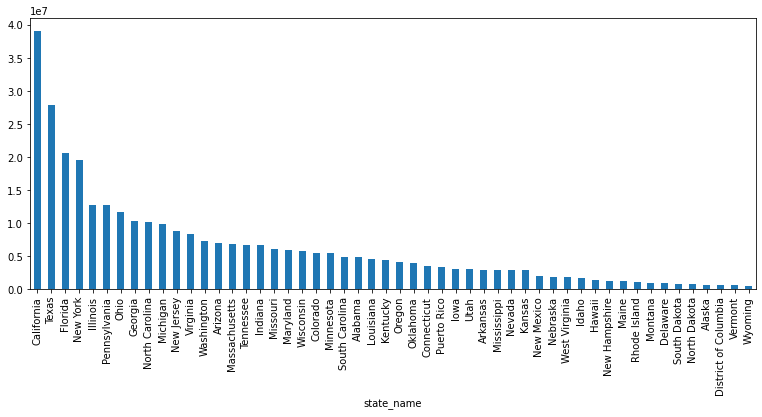 1e7
4.0
3.5
3.0
2.5
2.0
1.5
1.0
0.5
0.0
California
Texas
Florida
New York
Illinois
Pennsylvania
Ohio
Georgia
North Carolina
Michigan
New Jersey
Virginia
Washington
Arizona
Massachusetts
Tennessee
Indiana
Missouri
Maryland
Wisconsin
Colorado
Minnesota
South Carolina
Alabama
Louisiana
Kentucky
Oregon
Oklahoma
Connecticut
Puerto Rico
Iowa
Utah
Arkansas
Mississippi
Nevada
Kansas
New Mexico
Nebraska
West Virginia
Idaho
Hawaii
New Hampshire
Maine
Rhode Island
Montana
Delaware
South Dakota
North Dakota
Alaska
District of Columbia
Vermont
Wyoming
state_name